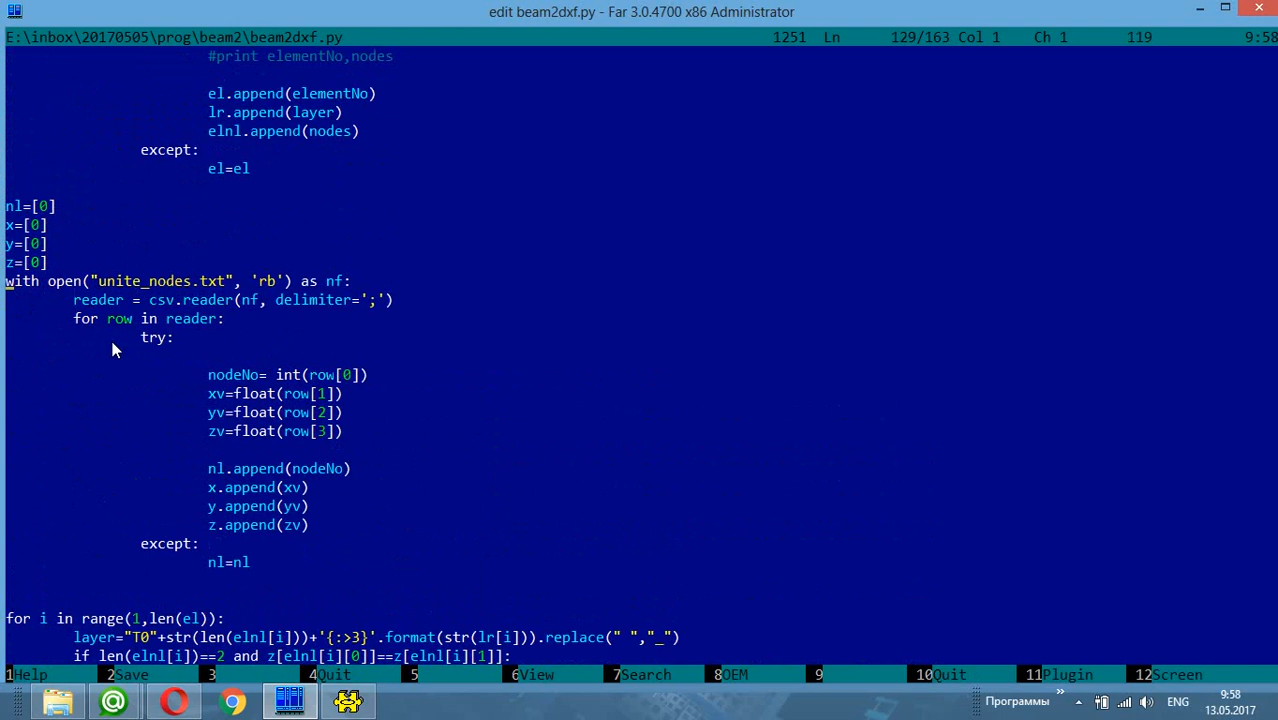 edit beam2dxf.py - Far 3.0.4700 x86 Administrator
E:\inbox\20170505\prog\beam2\beam2dxf.py 1251 Ln 129/163 Col 1 Ch 1 119 9:58
#print elementNo,nodes
el.append(elementNo)
lr.append(layer)
elnl.append(nodes)
except:
el=el
nl=[0]
x=[0]
y=[0]
z=[0]
with open("unite_nodes.txt", 'rb') as nf:
reader = csv.reader(nf, delimiter=';')
for row in reader:
try:
nodeNo= int(row[0])
xv=float(row[1])
yv=float(row[2])
zv=float(row[3])
nl.append(nodeNo)
x.append(xv)
y.append(yv)
z.append(zv)
except:
nl=nl
for i in range(1,len(el)):
layer="T0"+str(len(elnl[i]))+'{:>3}'.format(str(lr[i])).replace(" ","_")
if len(elnl[i])==2 and z[elnl[i][0]]==z[elnl[i][1]]:
1Help 2Save 3 4Quit 5 6View 7Search 8OEM 9 10Quit 11Plugin 12Screen
Программы » ENG 9:58
13.05.2017